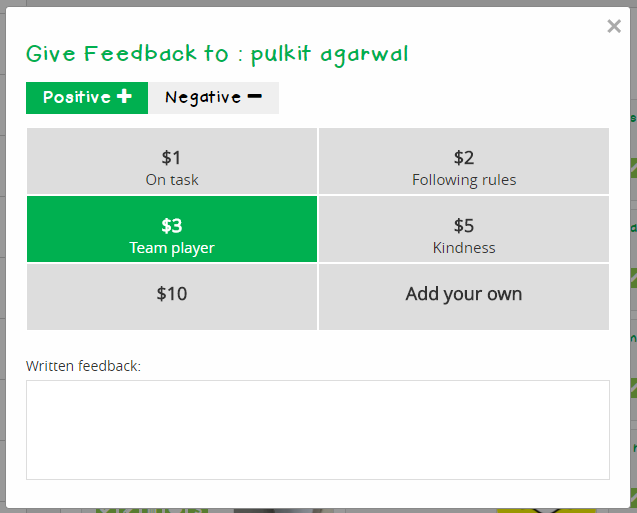 Give Feedback to : pulkit agarwal
Positive +
Negative −
$1
On task
$2
Following rules
$3
Team player
$5
Kindness
$10
Add your own
Written feedback: